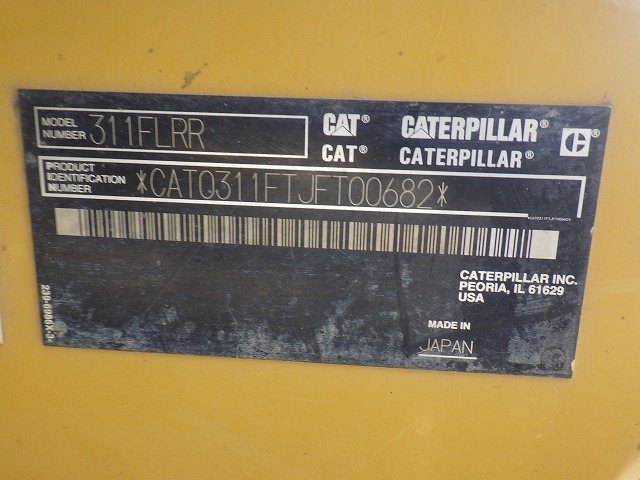 MODEL NUMBER 311FLRR
CAT® CATERPILLAR®
CAT® CATERPILLAR®
PRODUCT IDENTIFICATION NUMBER *CAT0311FTJFT00682*
CATERPILLAR INC.
PEORIA, IL 61629
USA
MADE IN
JAPAN